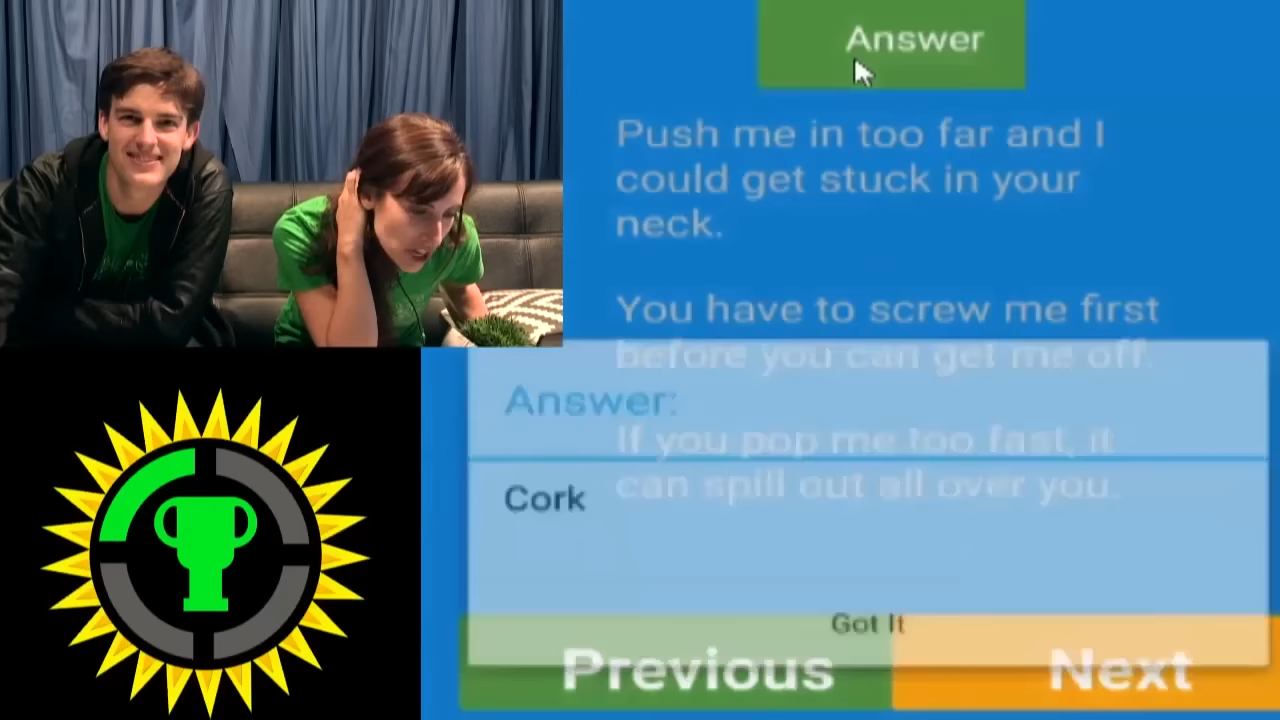 Answer
Push me in too far and I
could get stuck in your
neck.
You have to screw me first
before you can get me off.
Answer:
If you pop me too fast, it
can spill out all over you.
Cork
Got It
Previous
Next